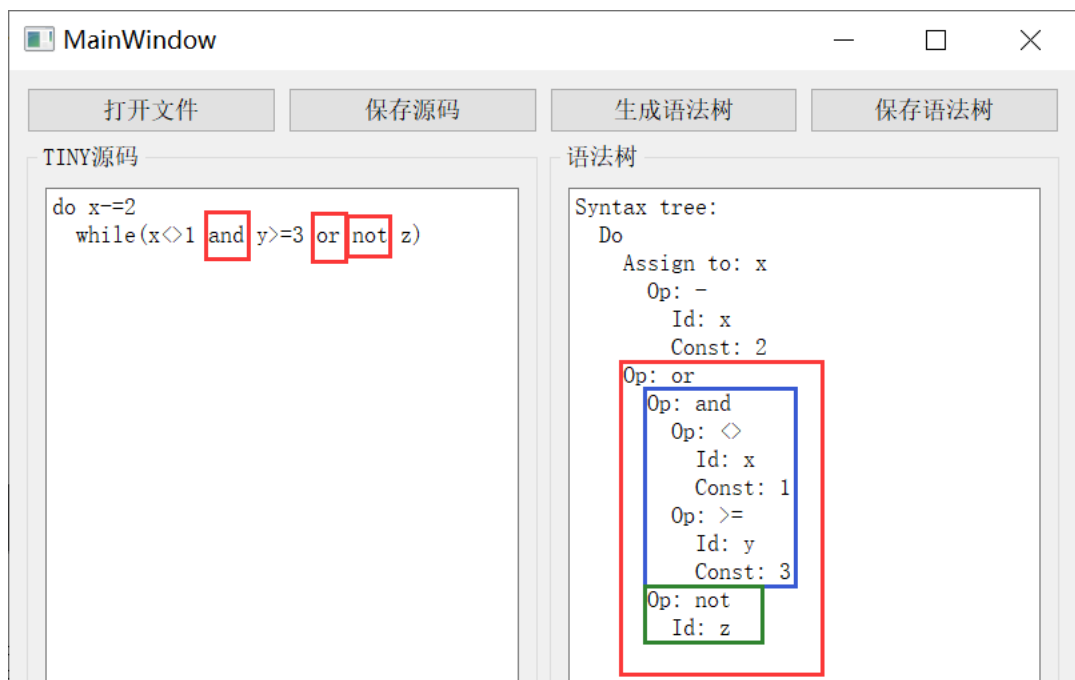 MainWindow
打开文件 保存源码 生成语法树 保存语法树
TINY源码
do x-=2
while(x<>1 and y>=3 or not z)
语法树
Syntax tree:
Do
Assign to: x
Op: -
Id: x
Const: 2
Op: or
Op: and
Op: <>
Id: x
Const: 1
Op: >=
Id: y
Const: 3
Op: not
Id: z